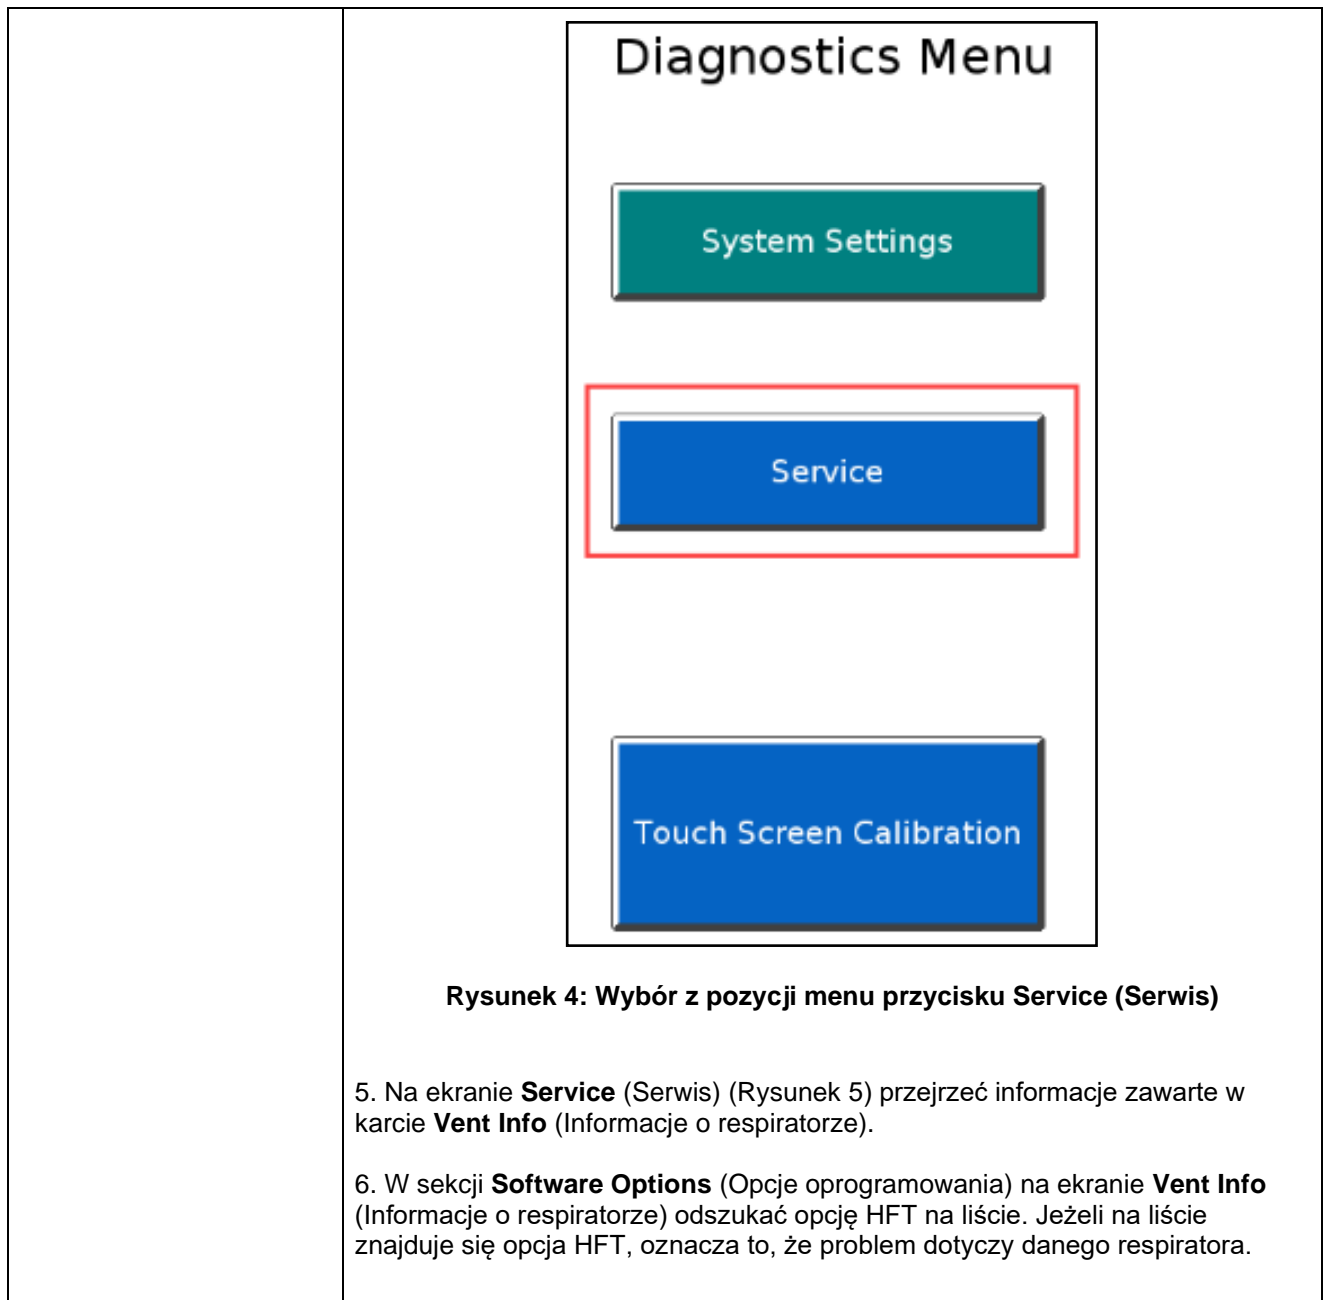 Diagnostics Menu
System Settings
Service
Touch Screen Calibration
Rysunek 4: Wybór z pozycji menu przycisku Service (Serwis)
5. Na ekranie Service (Serwis) (Rysunek 5) przejrzeć informacje zawarte w
karcie Vent Info (Informacje o respiratorze).
6. W sekcji Software Options (Opcje oprogramowania) na ekranie Vent Info
(Informacje o respiratorze) odszukać opcję HFT na liście. Jeżeli na liście
znajduje się opcja HFT, oznacza to, że problem dotyczy danego respiratora.